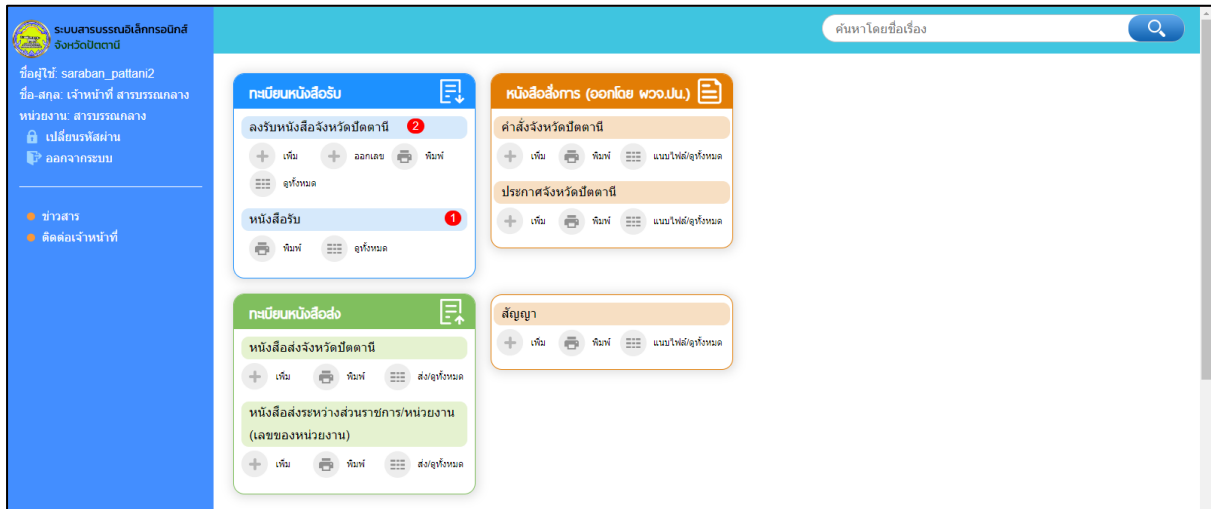 ระบบสารบรรณอิเล็กทรอนิกส์
จังหวัดปัตตานี
ชื่อผู้ใช้: saraban_pattani2
ชื่อ-สกุล: เจ้าหน้าที่ สารบรรณกลาง
หน่วยงาน: สารบรรณกลาง
เปลี่ยนรหัสผ่าน
ออกจากระบบ
ข่าวสาร
ติดต่อเจ้าหน้าที่
ค้นหาโดยชื่อเรื่อง
ทะเบียนหนังสือรับ
ลงรับหนังสือจังหวัดปัตตานี 2
เพิ่ม ออกเลข พิมพ์
ดูทั้งหมด
หนังสือรับ 1
พิมพ์ ดูทั้งหมด
หนังสือสั่งการ (ออกโดย ผวจ.ปน.)
คำสั่งจังหวัดปัตตานี
เพิ่ม พิมพ์ แนบไฟล์/ดูทั้งหมด
ประกาศจังหวัดปัตตานี
เพิ่ม พิมพ์ แนบไฟล์/ดูทั้งหมด
ทะเบียนหนังสือส่ง
หนังสือส่งจังหวัดปัตตานี
เพิ่ม พิมพ์ ส่ง/ดูทั้งหมด
หนังสือส่งระหว่างส่วนราชการ/หน่วยงาน
(เลขของหน่วยงาน)
เพิ่ม พิมพ์ ส่ง/ดูทั้งหมด
สัญญา
เพิ่ม พิมพ์ แนบไฟล์/ดูทั้งหมด